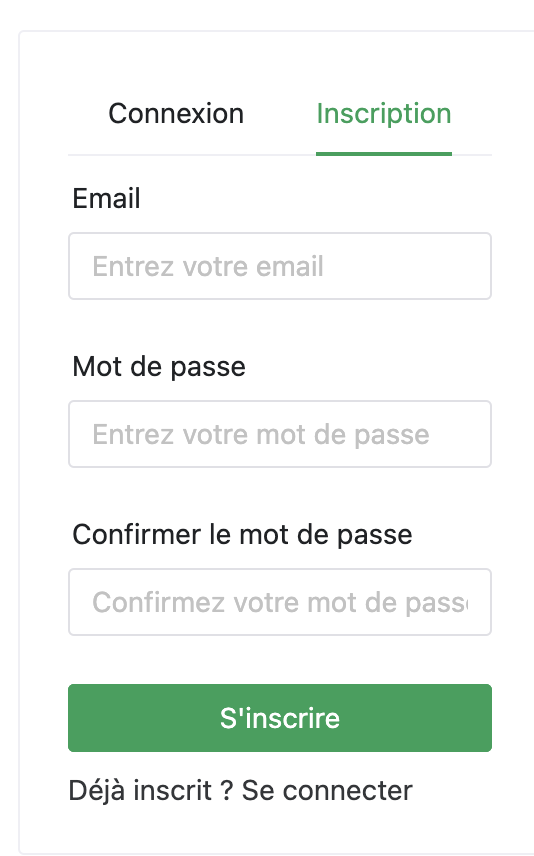 Connexion Inscription
Email
Entrez votre email
Mot de passe
Entrez votre mot de passe
Confirmer le mot de passe
Confirmez votre mot de pass
S'inscrire
Déjà inscrit ? Se connecter